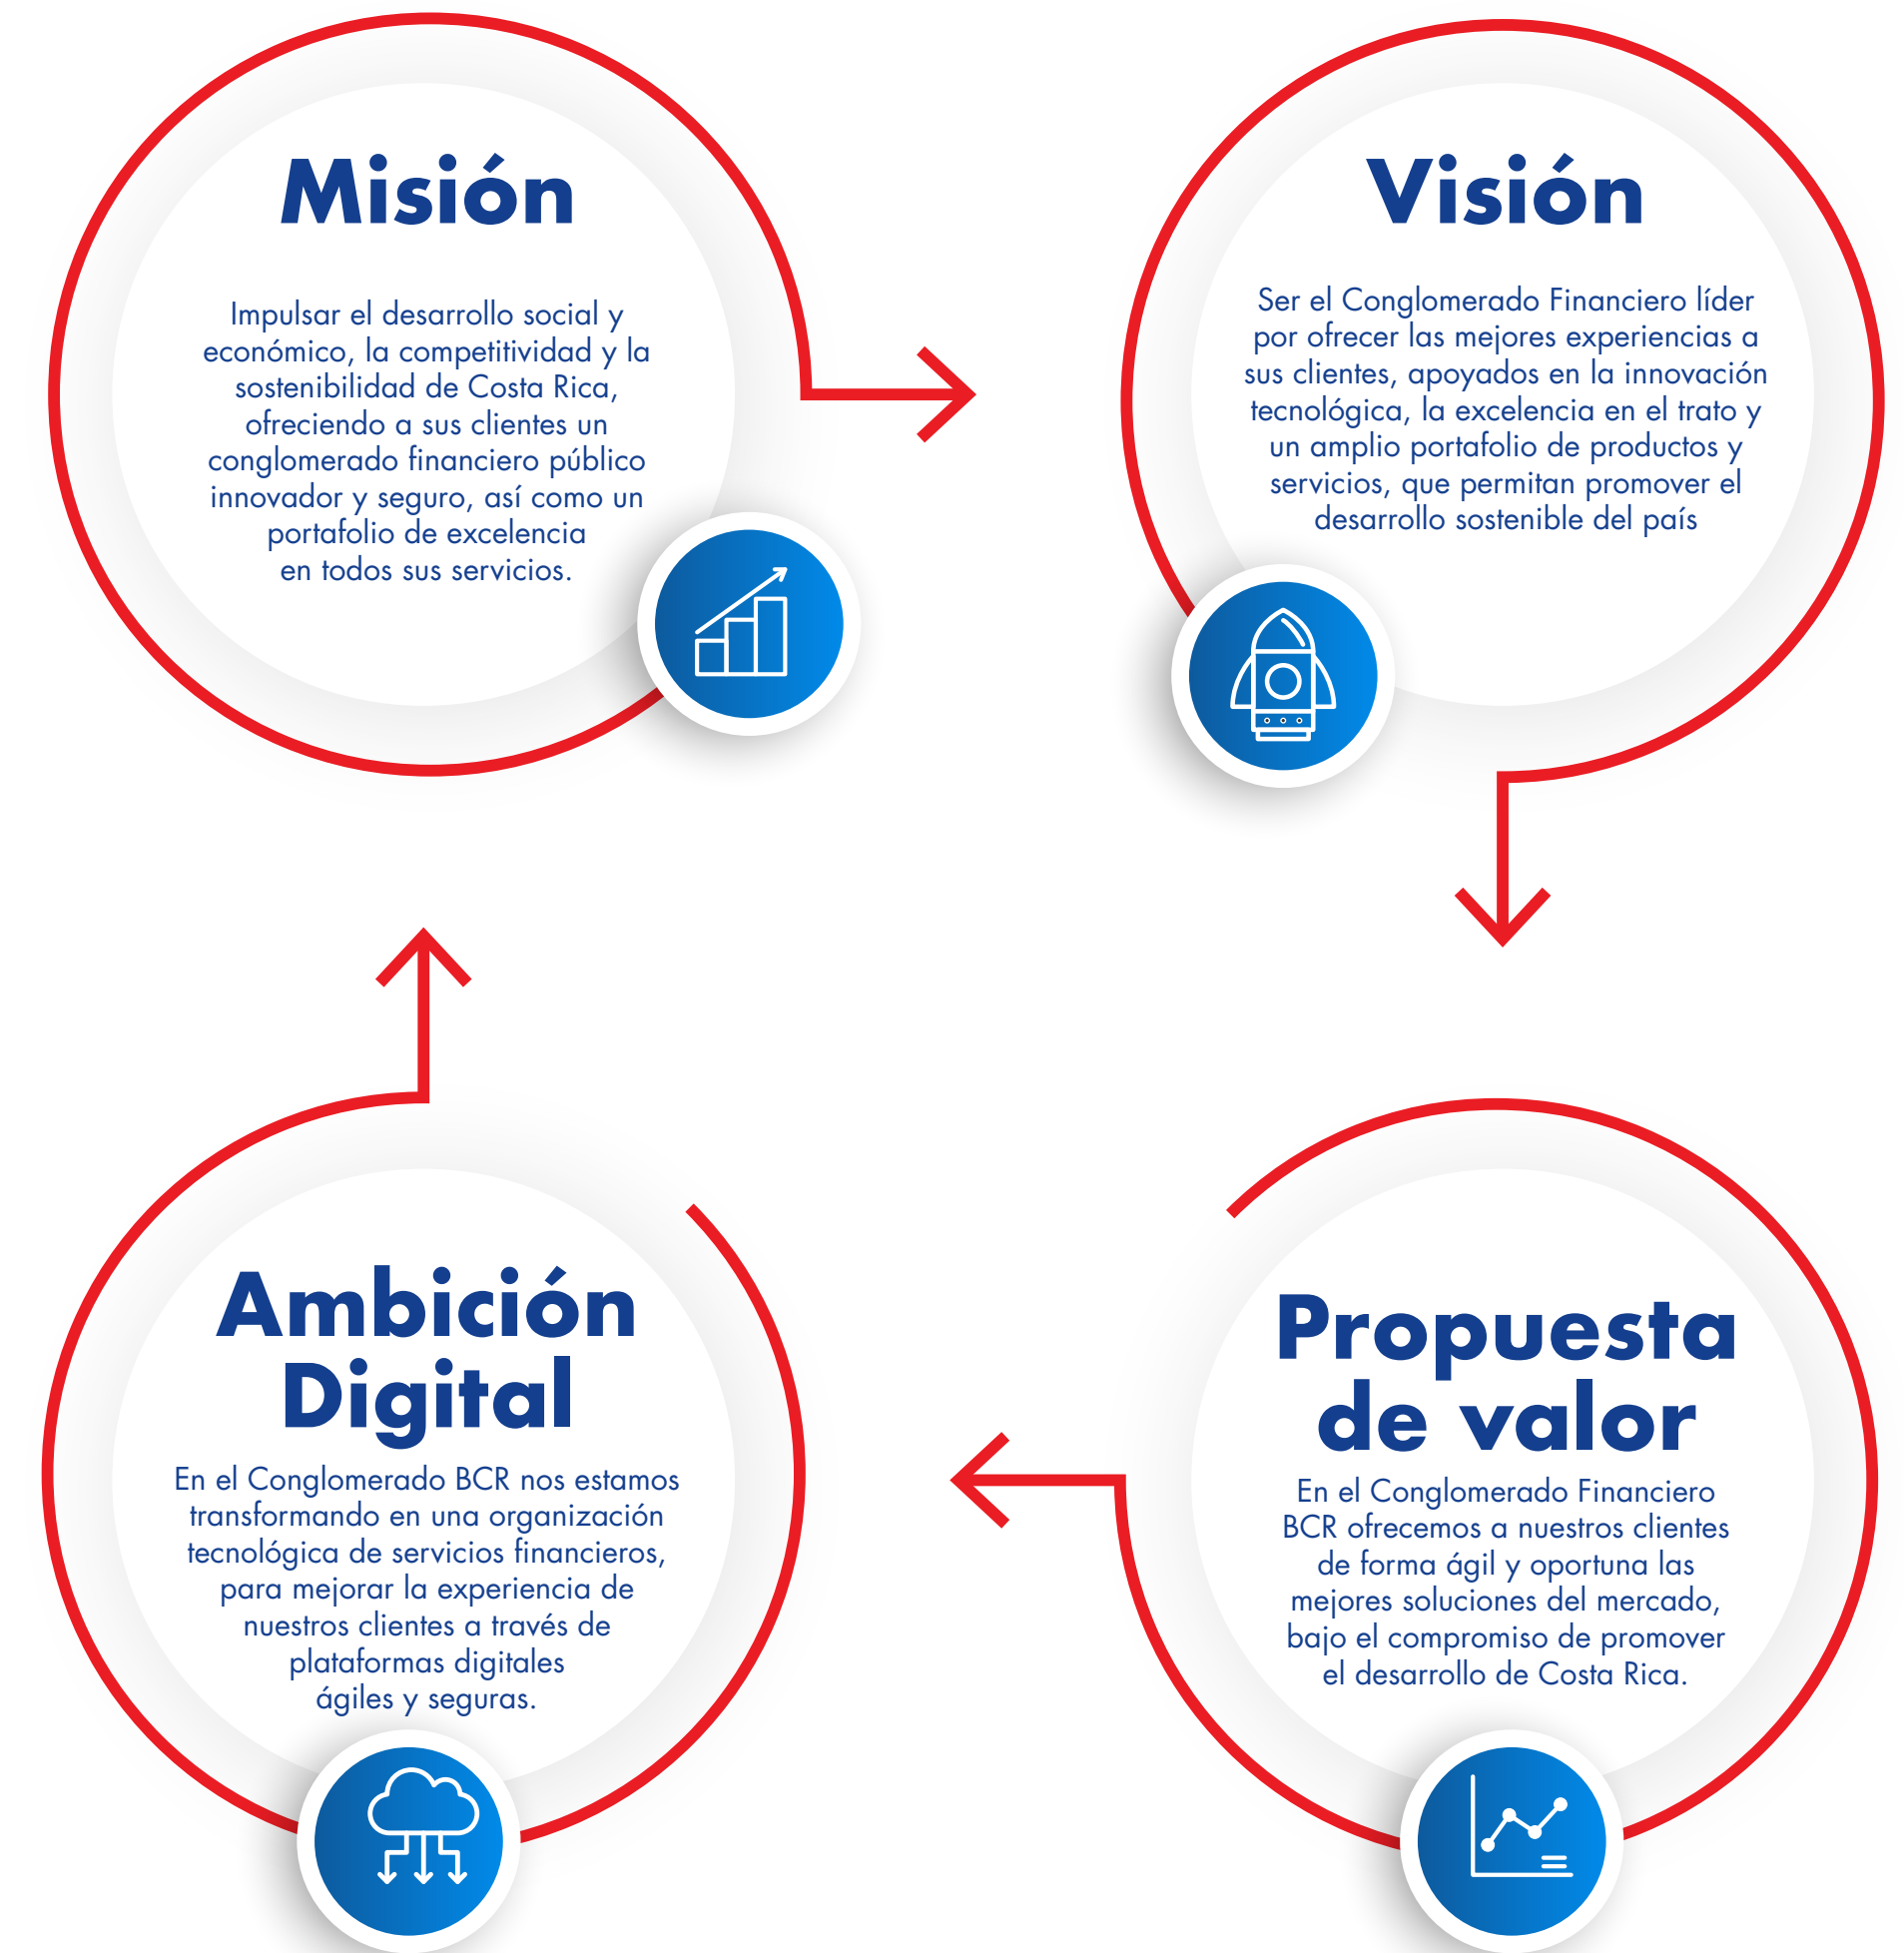 Misión
Impulsar el desarrollo social y
económico, la competitividad y la
sostenibilidad de Costa Rica,
ofreciendo a sus clientes un
conglomerado financiero público
innovador y seguro, así como un
portafolio de excelencia
en todos sus servicios.
Visión
Ser el Conglomerado Financiero líder
por ofrecer las mejores experiencias a
sus clientes, apoyados en la innovación
tecnológica, la excelencia en el trato y
un amplio portafolio de productos y
servicios, que permitan promover el
desarrollo sostenible del país
Ambición
Digital
En el Conglomerado BCR nos estamos
transformando en una organización
tecnológica de servicios financieros,
para mejorar la experiencia de
nuestros clientes a través de
plataformas digitales
ágiles y seguras.
Propuesta
de valor
En el Conglomerado Financiero
BCR ofrecemos a nuestros clientes
de forma ágil y oportuna las
mejores soluciones del mercado,
bajo el compromiso de promover
el desarrollo de Costa Rica.